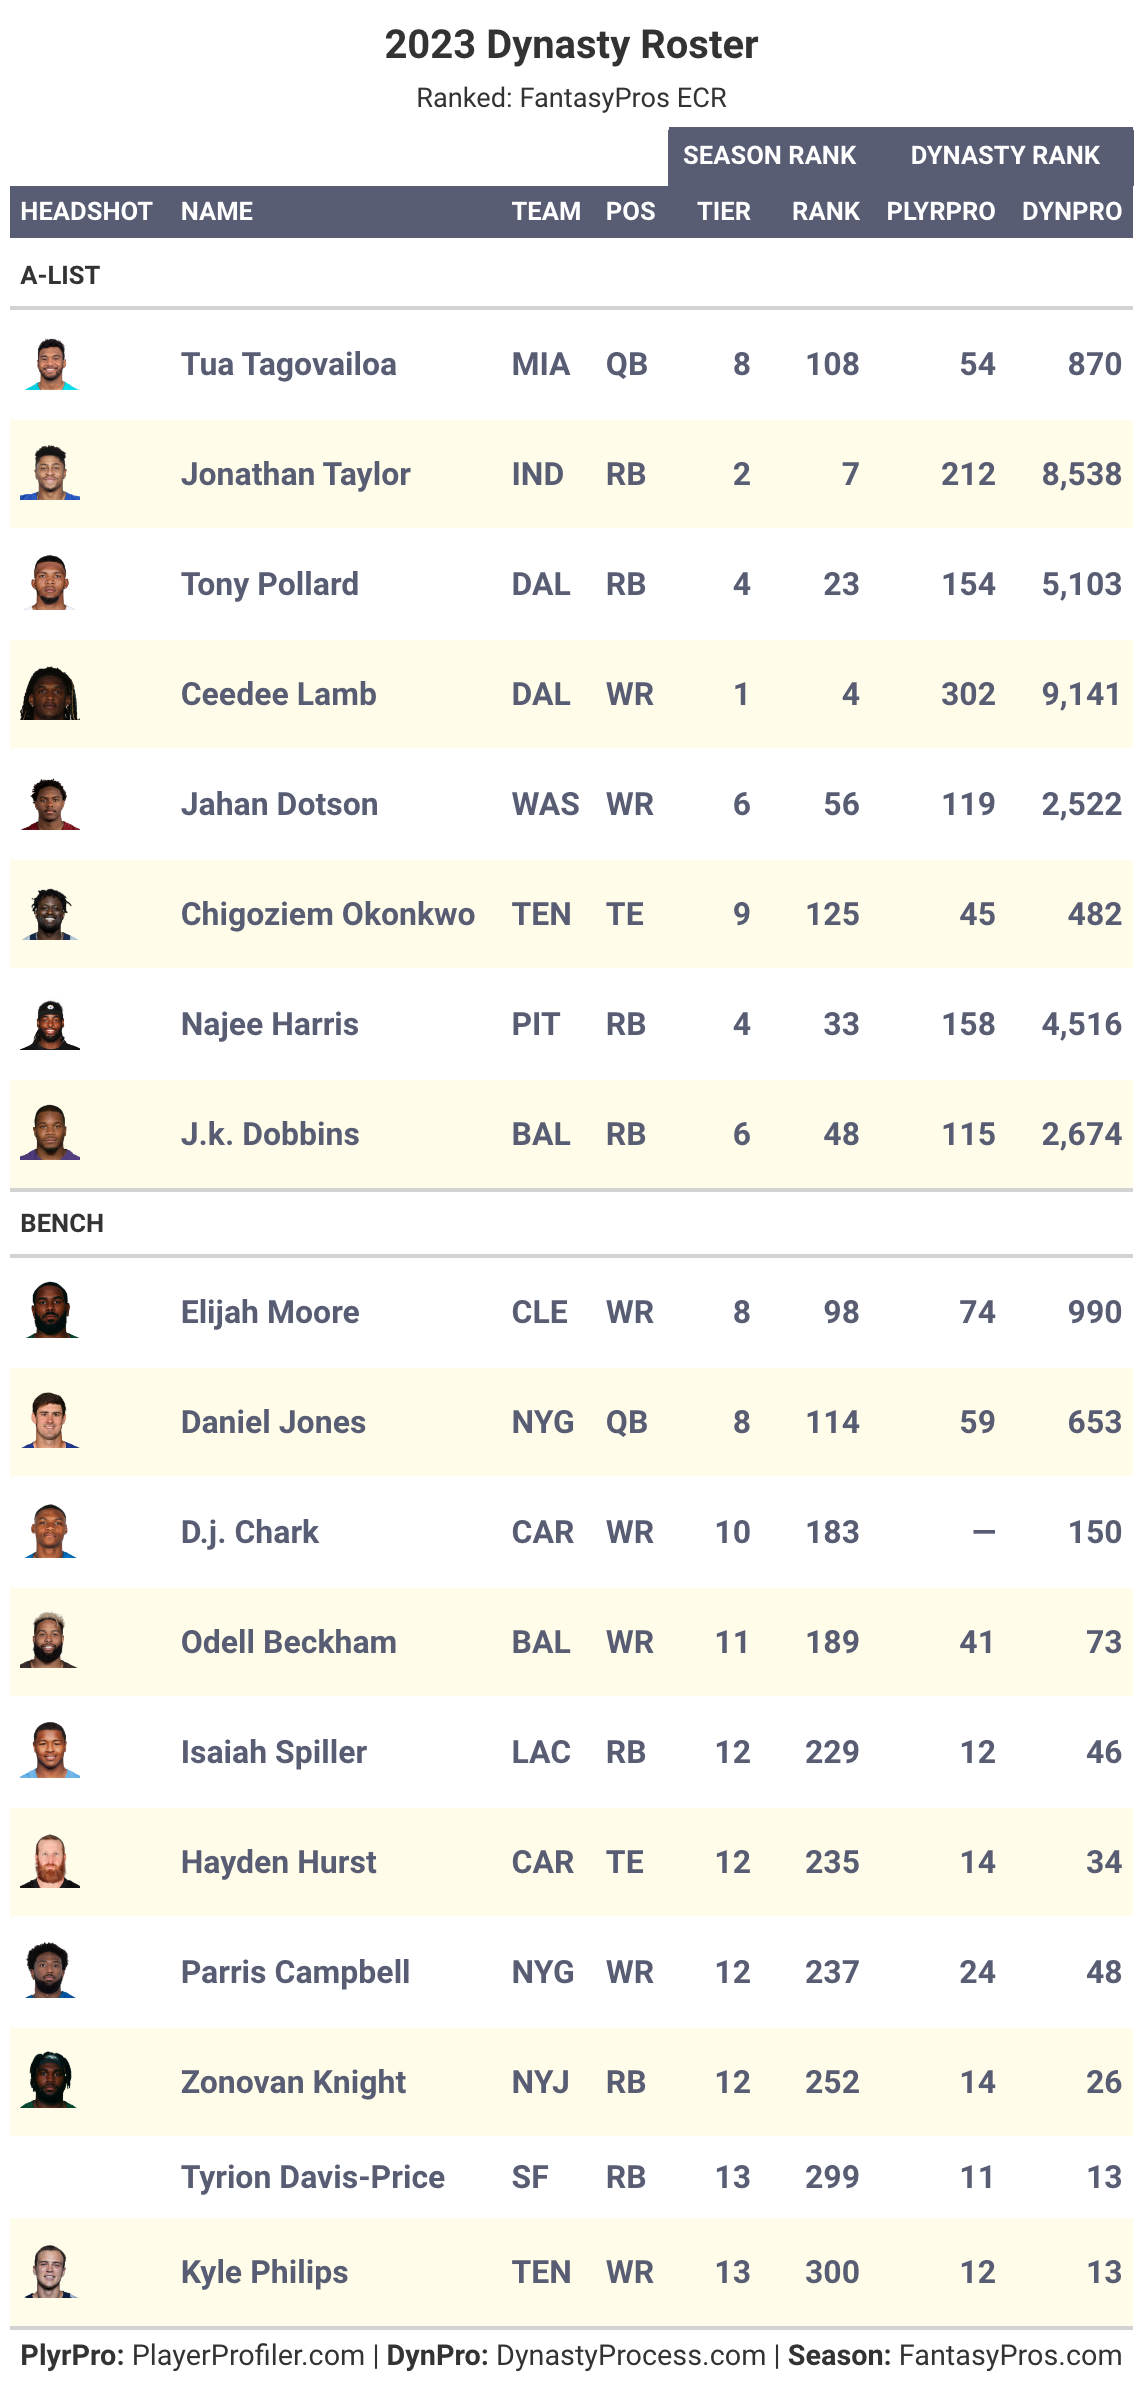 2023 Dynasty Roster
Ranked: FantasyPros ECR
SEASON RANK DYNASTY RANK
HEADSHOT NAME TEAM POS TIER RANK PLYRPRO DYNPRO
A-LIST
Tua Tagovailoa MIA QB 8 108 54 870
Jonathan Taylor IND RB 2 7 212 8,538
Tony Pollard DAL RB 4 23 154 5,103
Ceedee Lamb DAL WR 1 4 302 9,141
Jahan Dotson WAS WR 6 56 119 2,522
Chigoziem Okonkwo TEN TE 9 125 45 482
Najee Harris PIT RB 4 33 158 4,516
J.k. Dobbins BAL RB 6 48 115 2,674
BENCH
Elijah Moore CLE WR 8 98 74 990
Daniel Jones NYG QB 8 114 59 653
D.j. Chark CAR WR 10 183 — 150
Odell Beckham BAL WR 11 189 41 73
Isaiah Spiller LAC RB 12 229 12 46
Hayden Hurst CAR TE 12 235 14 34
Parris Campbell NYG WR 12 237 24 48
Zonovan Knight NYJ RB 12 252 14 26
Tyrion Davis-Price SF RB 13 299 11 13
Kyle Philips TEN WR 13 300 12 13
PlyrPro: PlayerProfiler.com | DynPro: DynastyProcess.com | Season: FantasyPros.com